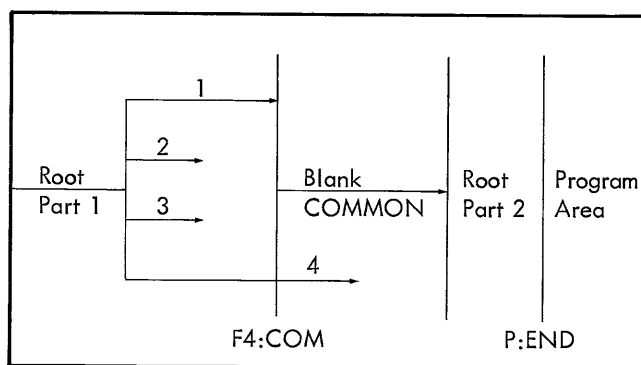 1
2
Root
Part 1
3
4
Blank
COMMON
Root
Part 2
Program
Area
F4:COM
P:END